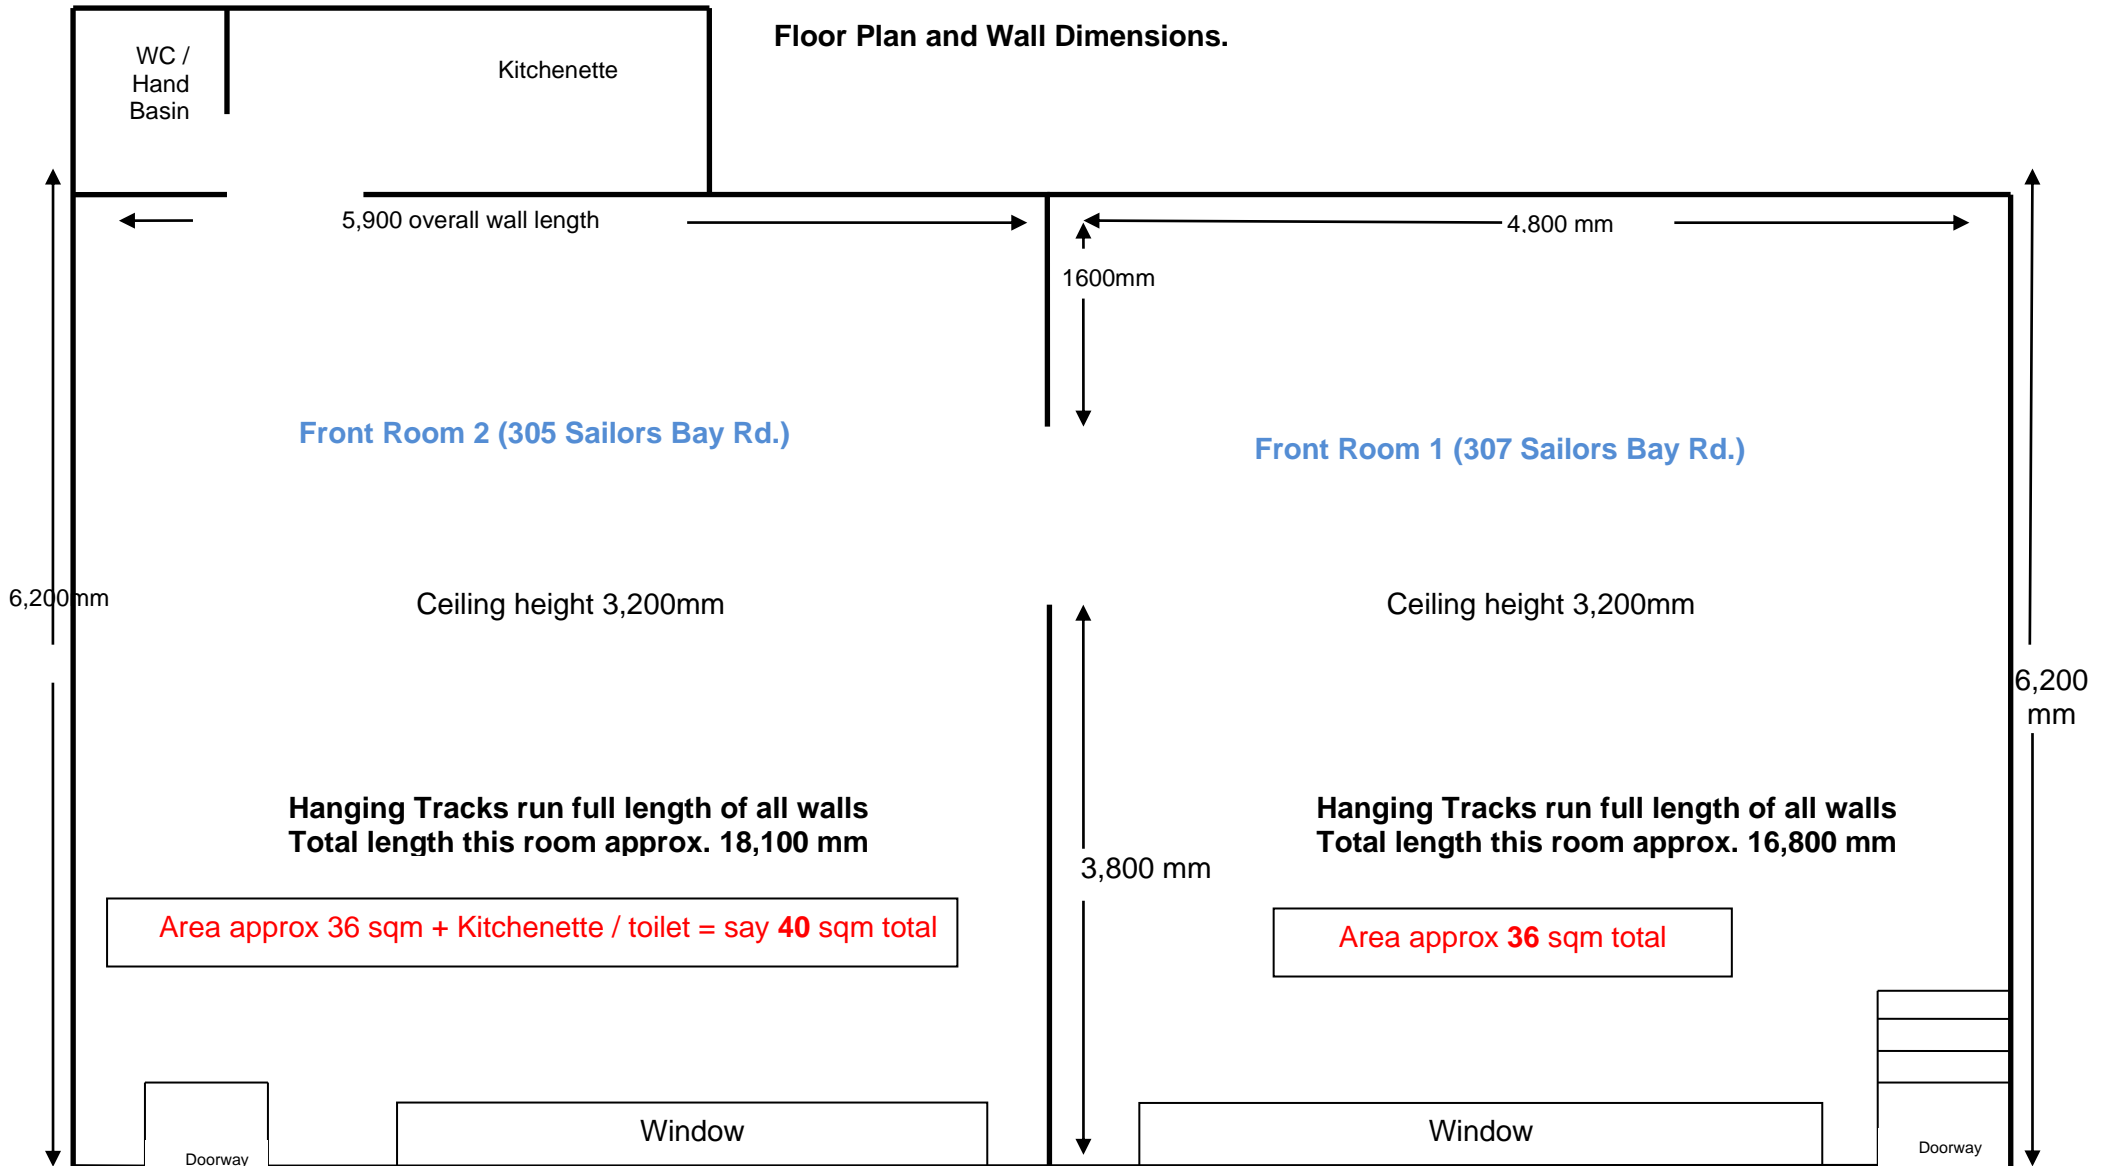 Floor Plan and Wall Dimensions.
WC /
Hand
Basin
Kitchenette
5,900 overall wall length
4,800 mm
1600mm
Front Room 2 (305 Sailors Bay Rd.)
Front Room 1 (307 Sailors Bay Rd.)
6,200mm
Ceiling height 3,200mm
Ceiling height 3,200mm
6,200
mm
Hanging Tracks run full length of all walls
Total length this room approx. 18,100 mm
Hanging Tracks run full length of all walls
Total length this room approx. 16,800 mm
3,800 mm
Area approx 36 sqm + Kitchenette / toilet = say 40 sqm total
Area approx 36 sqm total
Window
Window
Doorway
Doorway